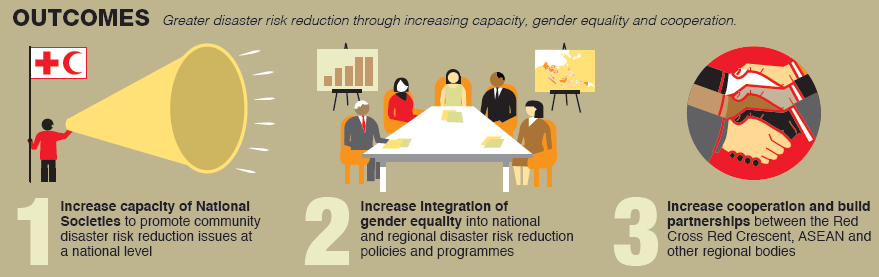 OUTCOMES Greater disaster risk reduction through increasing capacity, gender equality and cooperation.
1
Increase capacity of National
Societies to promote community
disaster risk reduction issues at
a national level
2
Increase integration of
gender equality into national
and regional disaster risk reduction
policies and programmes
3
Increase cooperation and build
partnerships between the Red
Cross Red Crescent, ASEAN and
other regional bodies